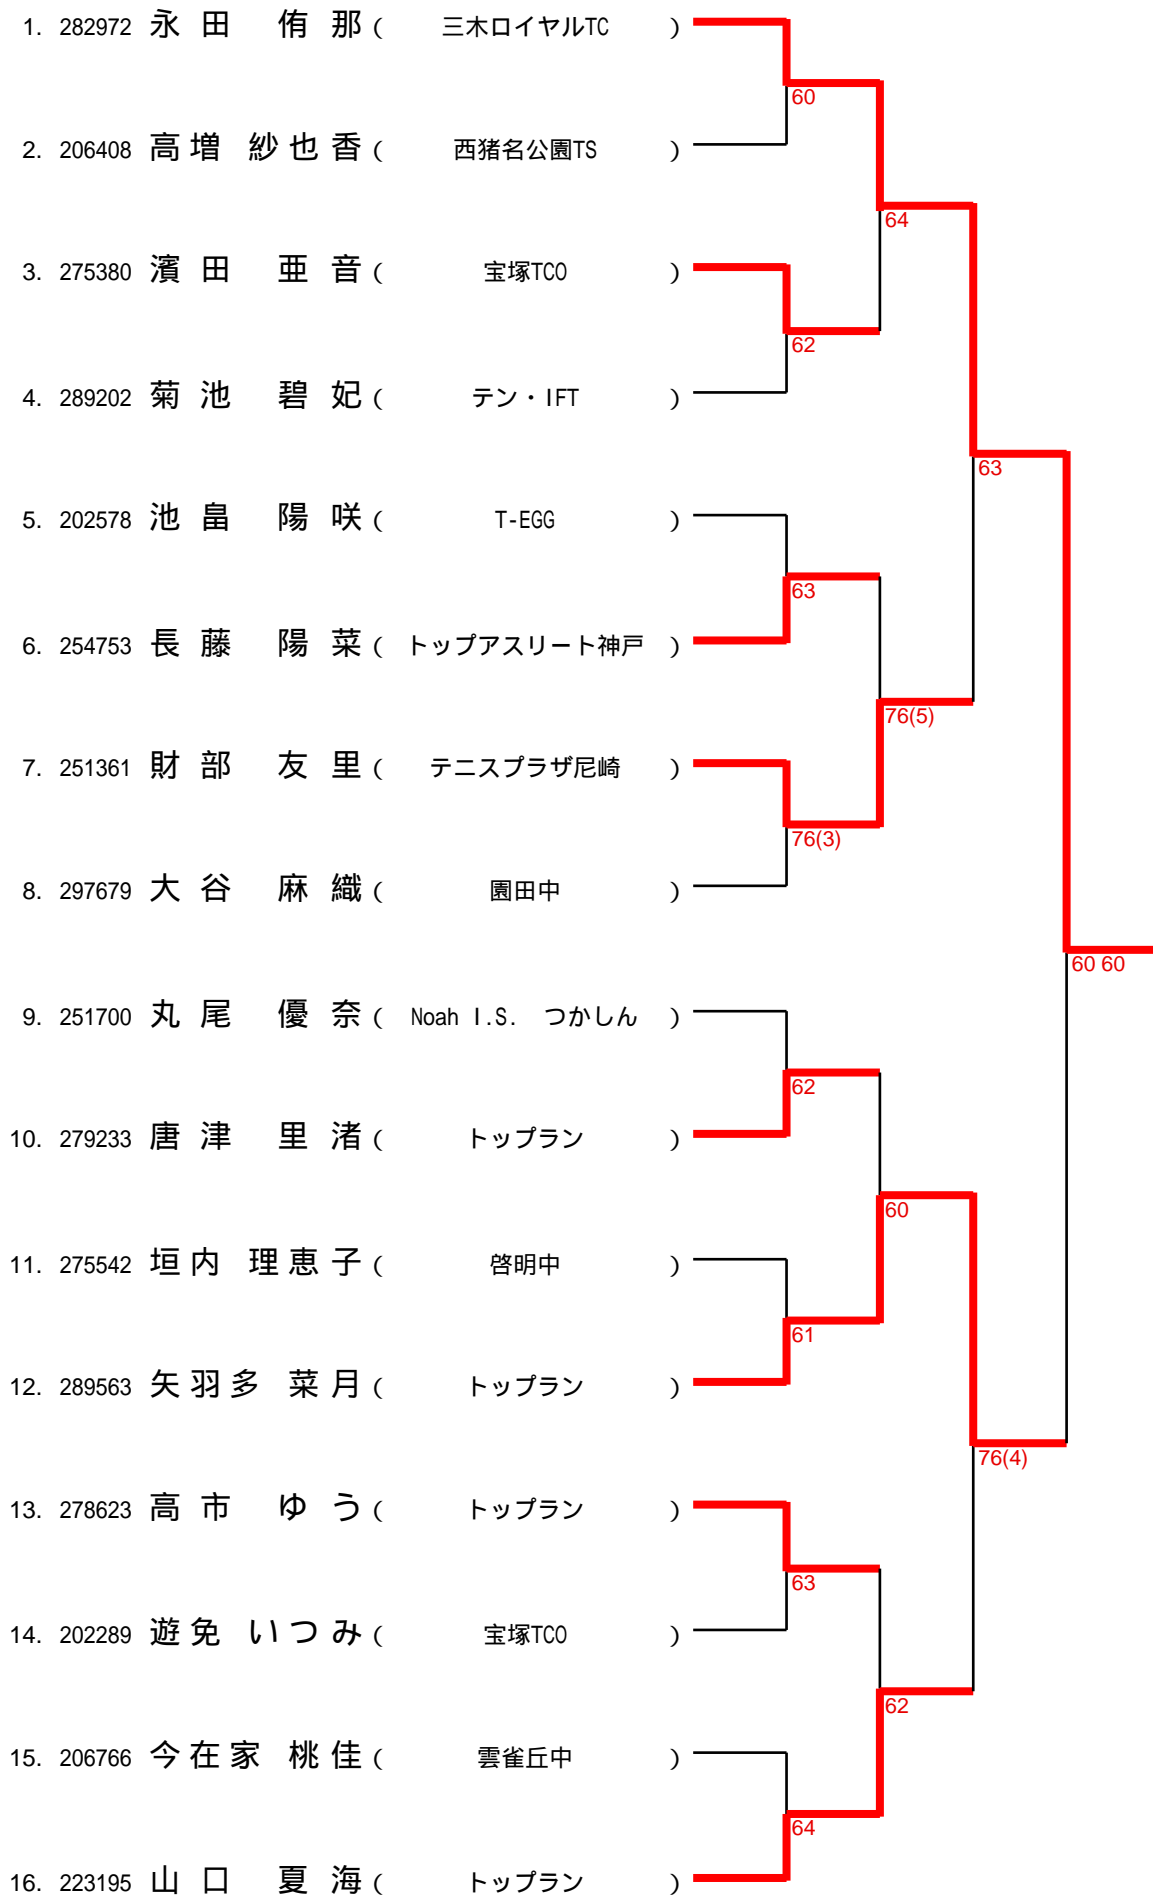 1. 282972 永田 侑那 ( 三木ロイヤルTC )
60
2. 206408 高増 紗也香 ( 西猪名公園TS )
64
3. 275380 濱田 亜音 ( 宝塚TCO )
62
4. 289202 菊池 碧妃 ( テン・IFT )
63
5. 202578 池畠 陽咲 ( T-EGG )
63
6. 254753 長藤 陽菜 ( トップアスリート神戸 )
76(5)
7. 251361 財部 友里 ( テニスプラザ尼崎 )
76(3)
8. 297679 大谷 麻織 ( 園田中 )
60 60
9. 251700 丸尾 優奈 ( Noah I.S. つかしん )
62
10. 279233 唐津 里渚 ( トップラン )
60
11. 275542 垣内 理恵子 ( 啓明中 )
61
12. 289563 矢羽多 菜月 ( トップラン )
76(4)
13. 278623 高市 ゆう ( トップラン )
63
14. 202289 遊免 いつみ ( 宝塚TCO )
62
15. 206766 今在家 桃佳 ( 雲雀丘中 )
64
16. 223195 山口 夏海 ( トップラン )